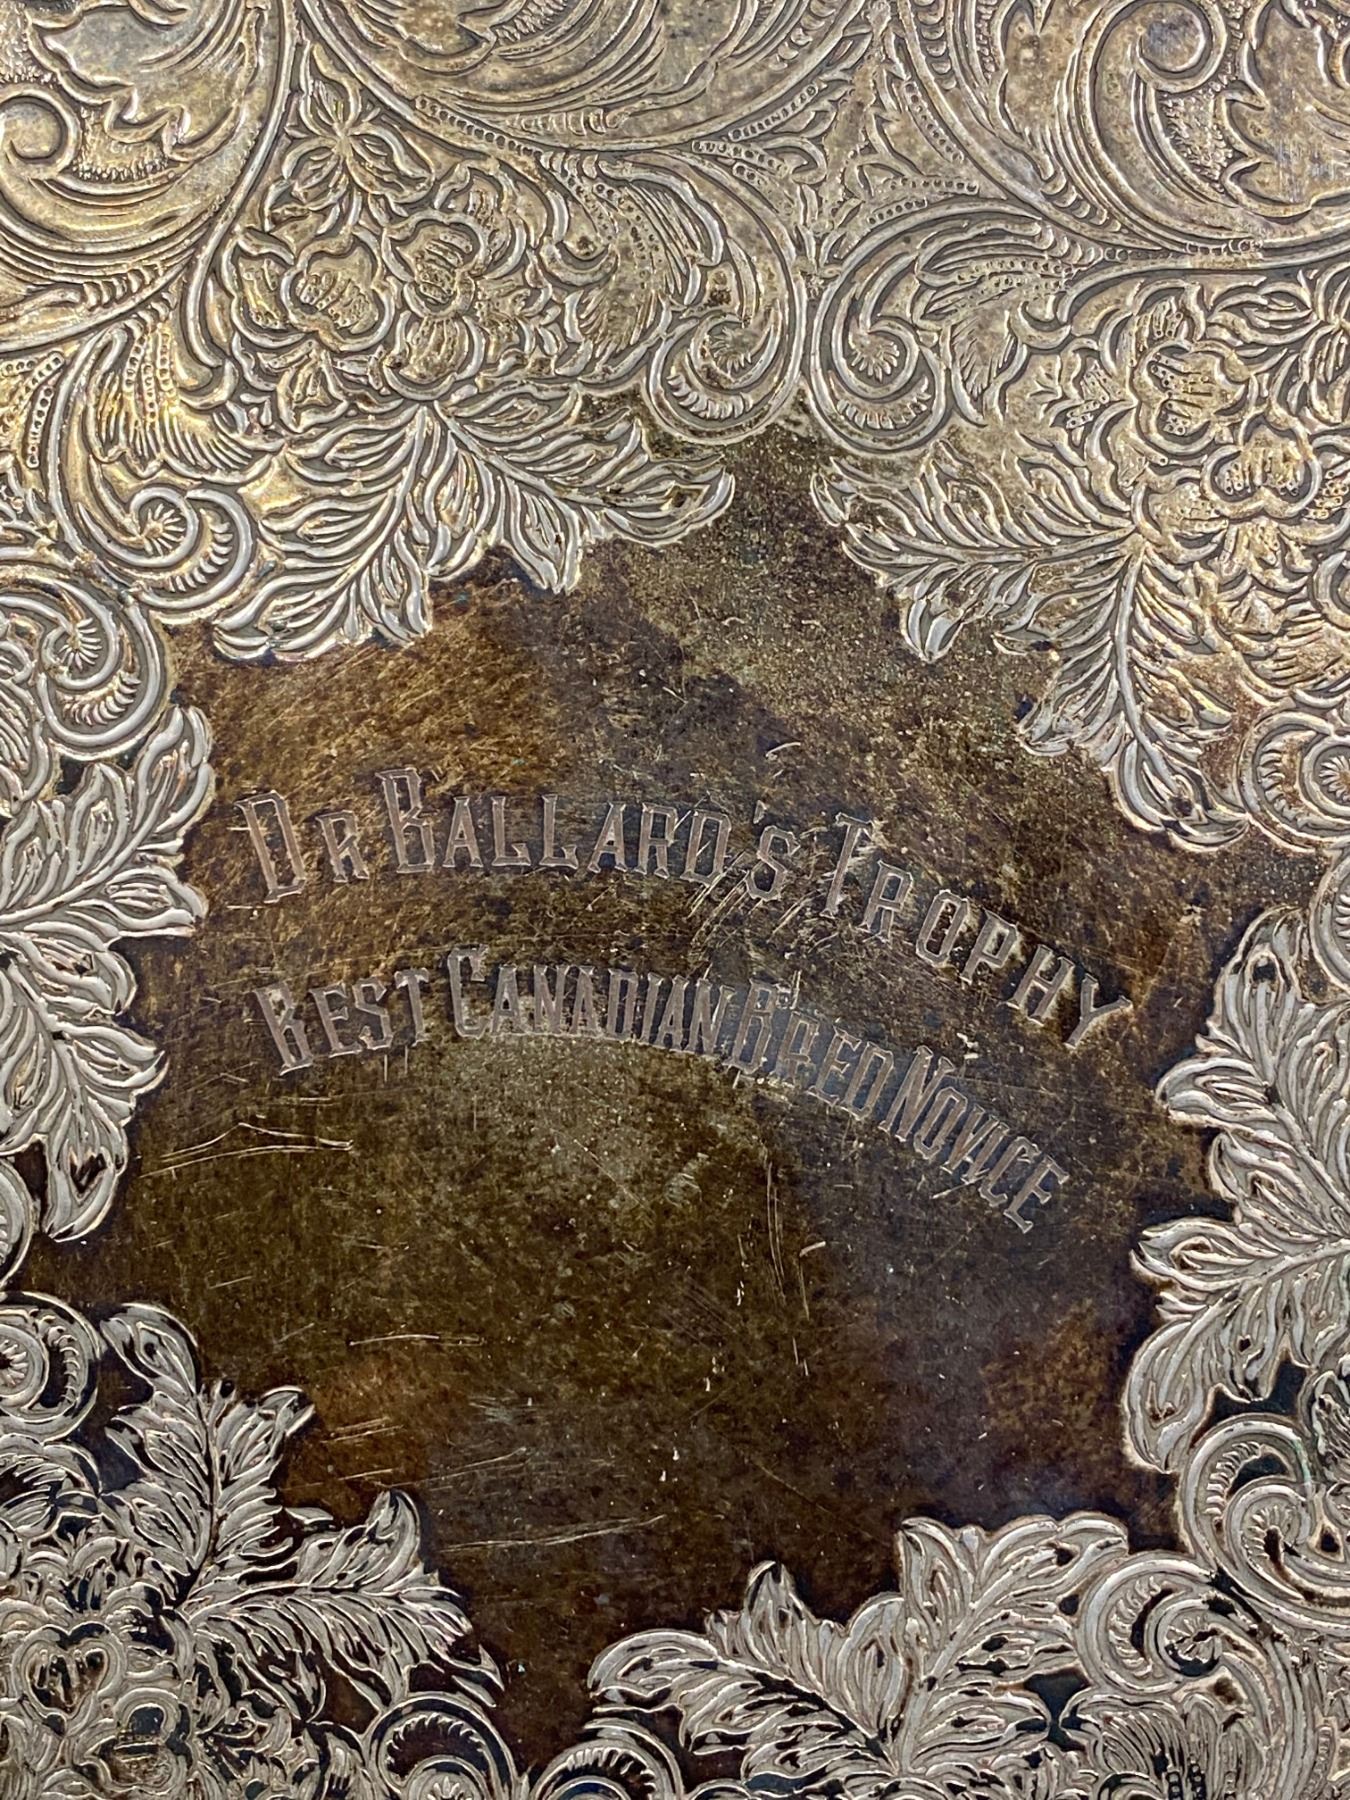 DR BALLARD'S TROPHY
BEST CANADIAN BRED NOVICE